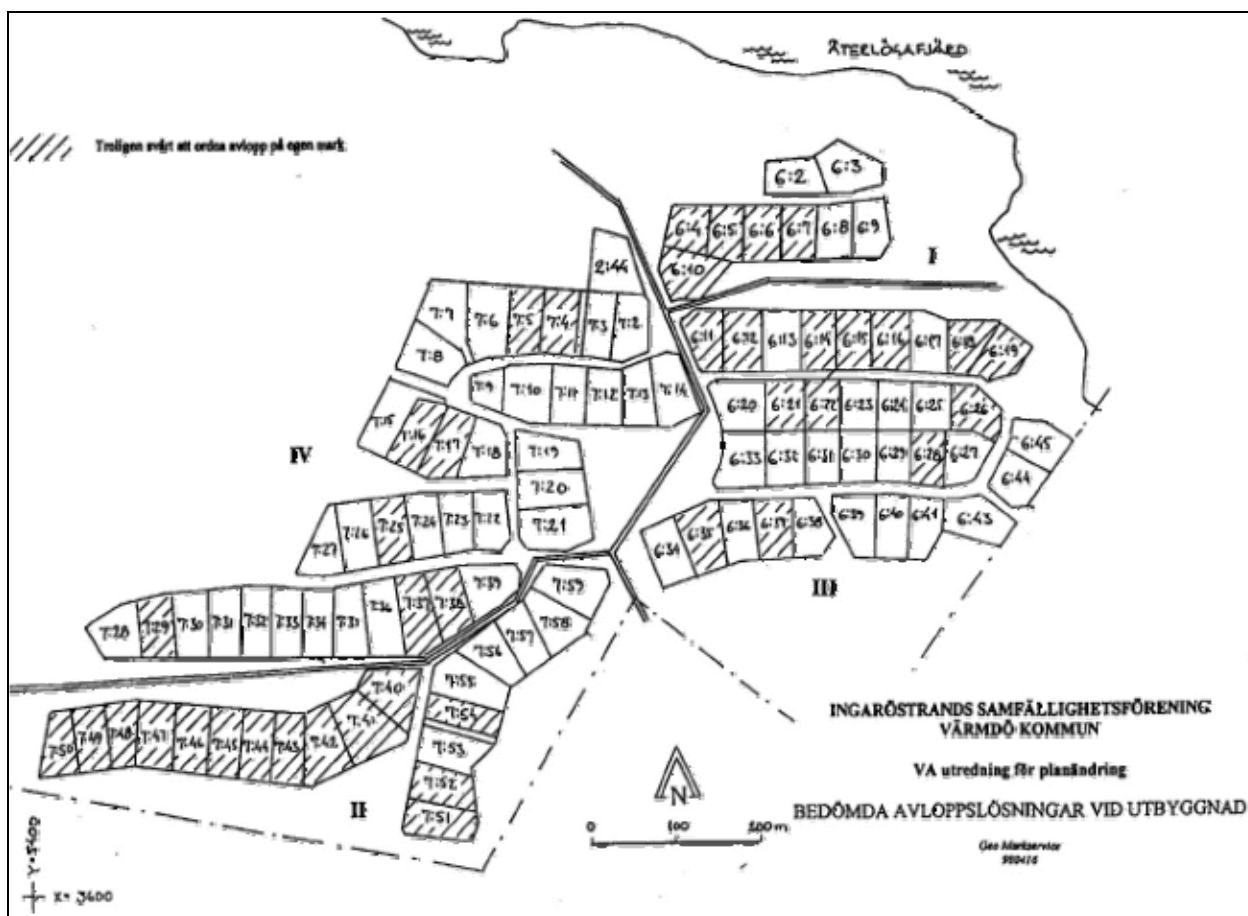 ÅTERLÖGAFJÄRD
Troligen svårt att ordna avlopp på egen mark
6:2 6:3
6:4 6:5 6:6 6:7 6:8 6:9
6:10
I
2:44
7:7 7:6 7:5 7:4 7:3 7:2
7:8
6:11 6:12 6:13 6:14 6:15 6:16 6:17 6:18 6:19
7:9 7:10 7:11 7:12 7:13 7:14
6:20 6:21 6:22 6:23 6:24 6:25 6:26
7:15 7:16 7:17 7:18
IV
7:19
7:20
7:21
6:33 6:32 6:31 6:30 6:29 6:28 6:27
6:45
6:44
7:27 7:26 7:25 7:24 7:23 7:22
6:34 6:35 6:36 6:37 6:38 6:39 6:40 6:41 6:43
III
7:28 7:29 7:30 7:31 7:32 7:33 7:34 7:35 7:36 7:37 7:38 7:39
7:59
7:58
7:57
7:56
7:55
7:54
7:53
7:52
7:51
7:50 7:49 7:48 7:47 7:46 7:45 7:44 7:43 7:42 7:41 7:40
II
N
0 100 200 m
INGARÖSTRANDS SAMFÄLLIGHETSFÖRENING
VÄRMDÖ KOMMUN
VA utredning för planändring
BEDÖMDA AVLOPPSLÖSNINGAR VID UTBYGGNAD
Geo Markservice
980416
Y= 5400
X= 3600